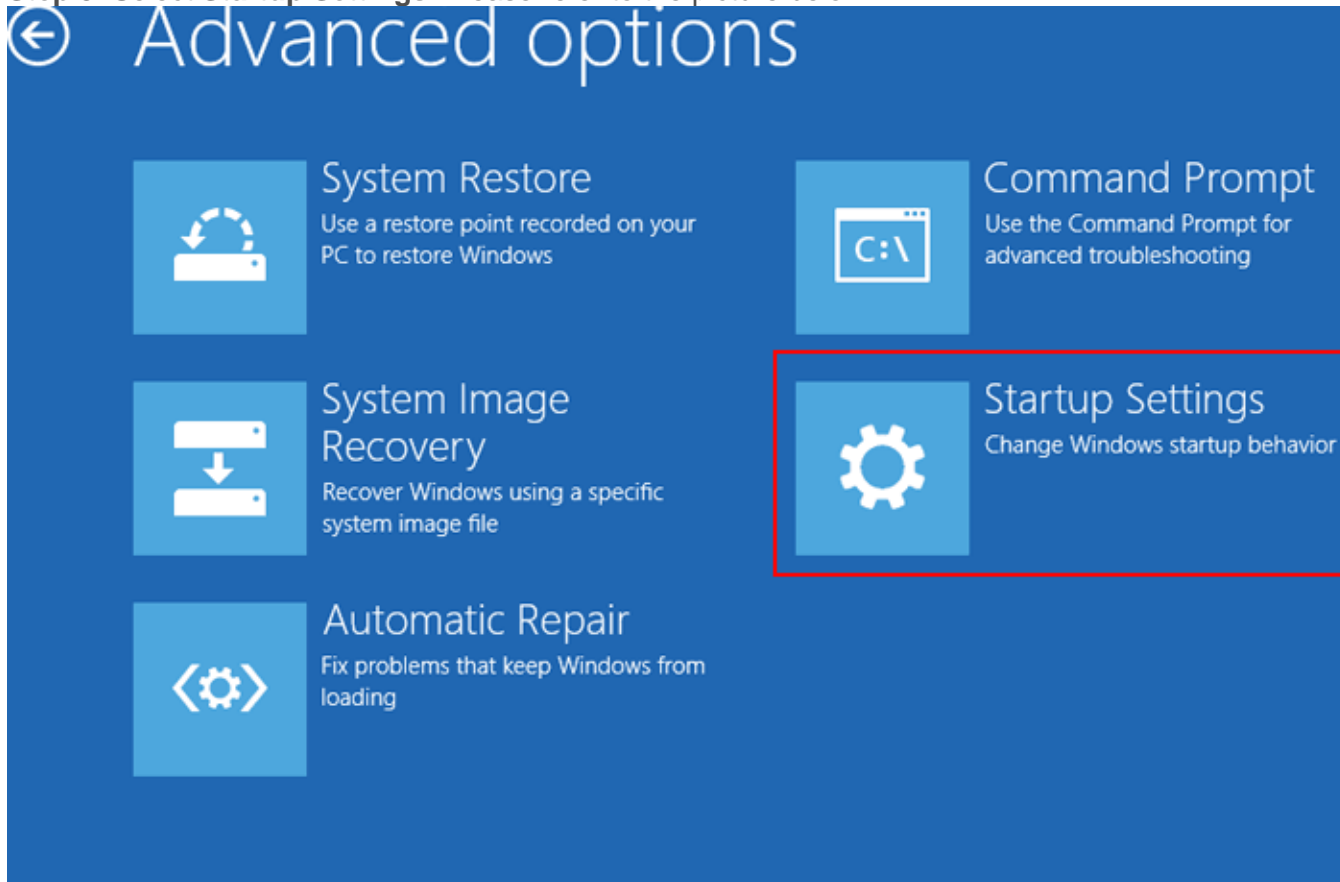 Advanced options
System Restore
Use a restore point recorded on your
PC to restore Windows
Command Prompt
Use the Command Prompt for
advanced troubleshooting
C:\
System Image
Recovery
Recover Windows using a specific
system image file
Startup Settings
Change Windows startup behavior
Automatic Repair
Fix problems that keep Windows from
loading